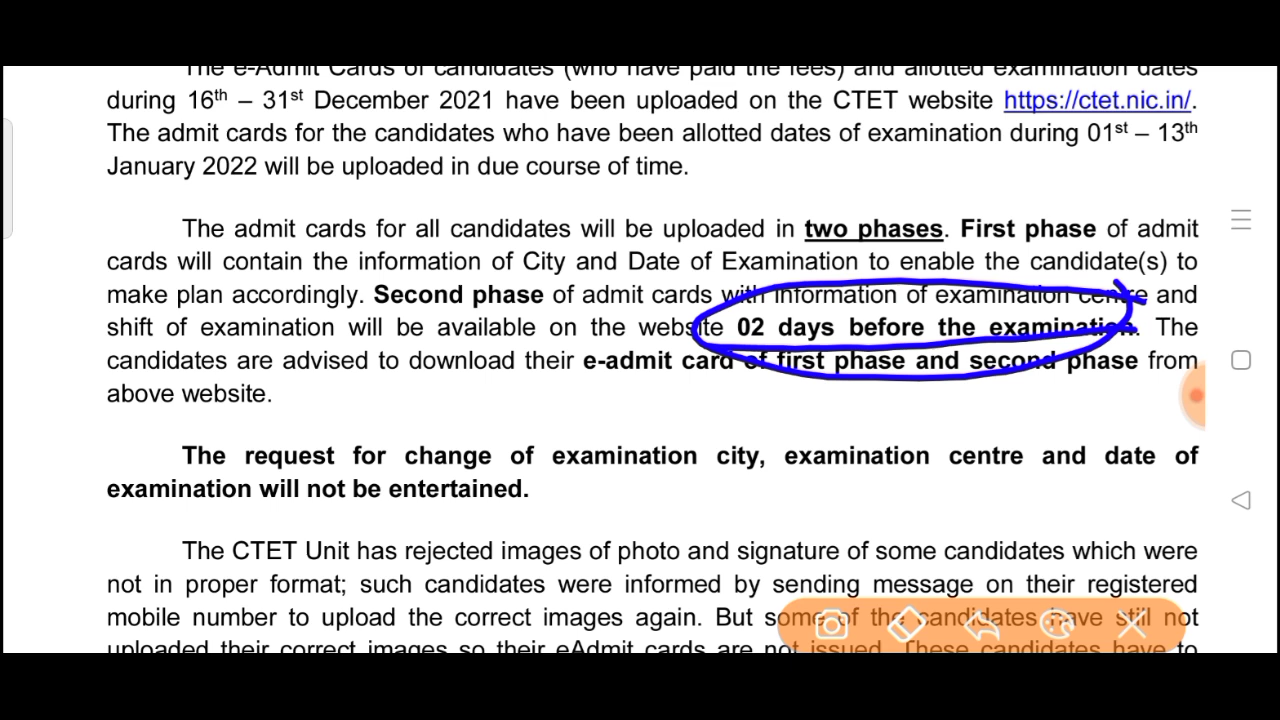 The e-Admit Cards of candidates (who have paid the fees) and allotted examination dates
during 16th – 31st December 2021 have been uploaded on the CTET website https://ctet.nic.in/.
The admit cards for the candidates who have been allotted dates of examination during 01st – 13th
January 2022 will be uploaded in due course of time.
The admit cards for all candidates will be uploaded in two phases. First phase of admit
cards will contain the information of City and Date of Examination to enable the candidate(s) to
make plan accordingly. Second phase of admit cards with information of examination centre and
shift of examination will be available on the website 02 days before the examination. The
candidates are advised to download their e-admit card of first phase and second phase from
above website.
The request for change of examination city, examination centre and date of
examination will not be entertained.
The CTET Unit has rejected images of photo and signature of some candidates which were
not in proper format; such candidates were informed by sending message on their registered
mobile number to upload the correct images again. But some of the candidates have still not
uploaded their correct images so their eAdmit cards are not issued. These candidates have to